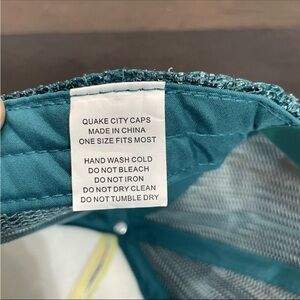 QUAKE CITY CAPS
MADE IN CHINA
ONE SIZE FITS MOST
HAND WASH COLD
DO NOT BLEACH
DO NOT IRON
DO NOT DRY CLEAN
DO NOT TUMBLE DRY